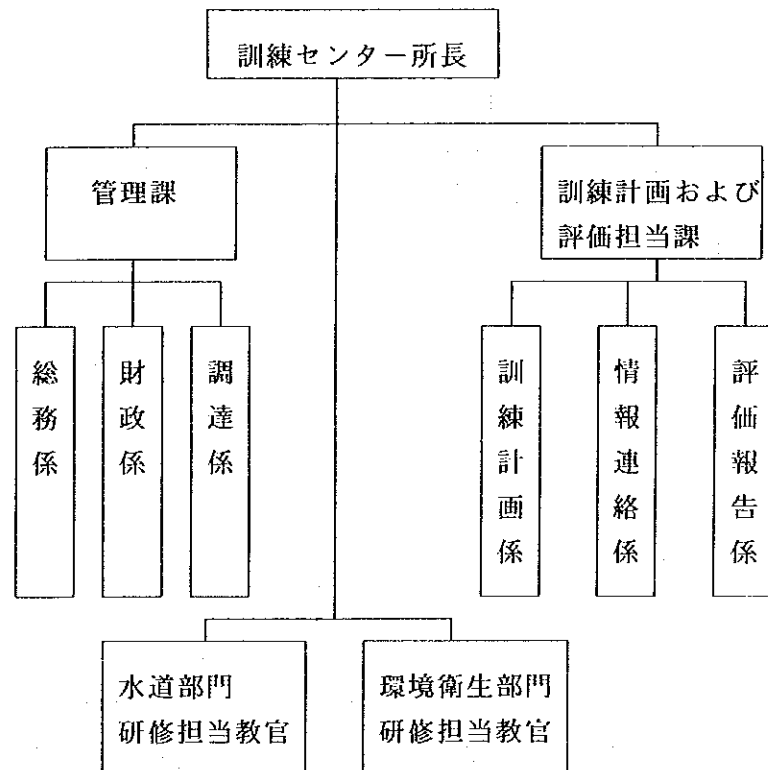 訓練センター所長
管理課
訓練計画および
評価担当課
総務係
財政係
調達係
訓練計画係
情報連絡係
評価報告係
水道部門
研修担当教官
環境衛生部門
研修担当教官